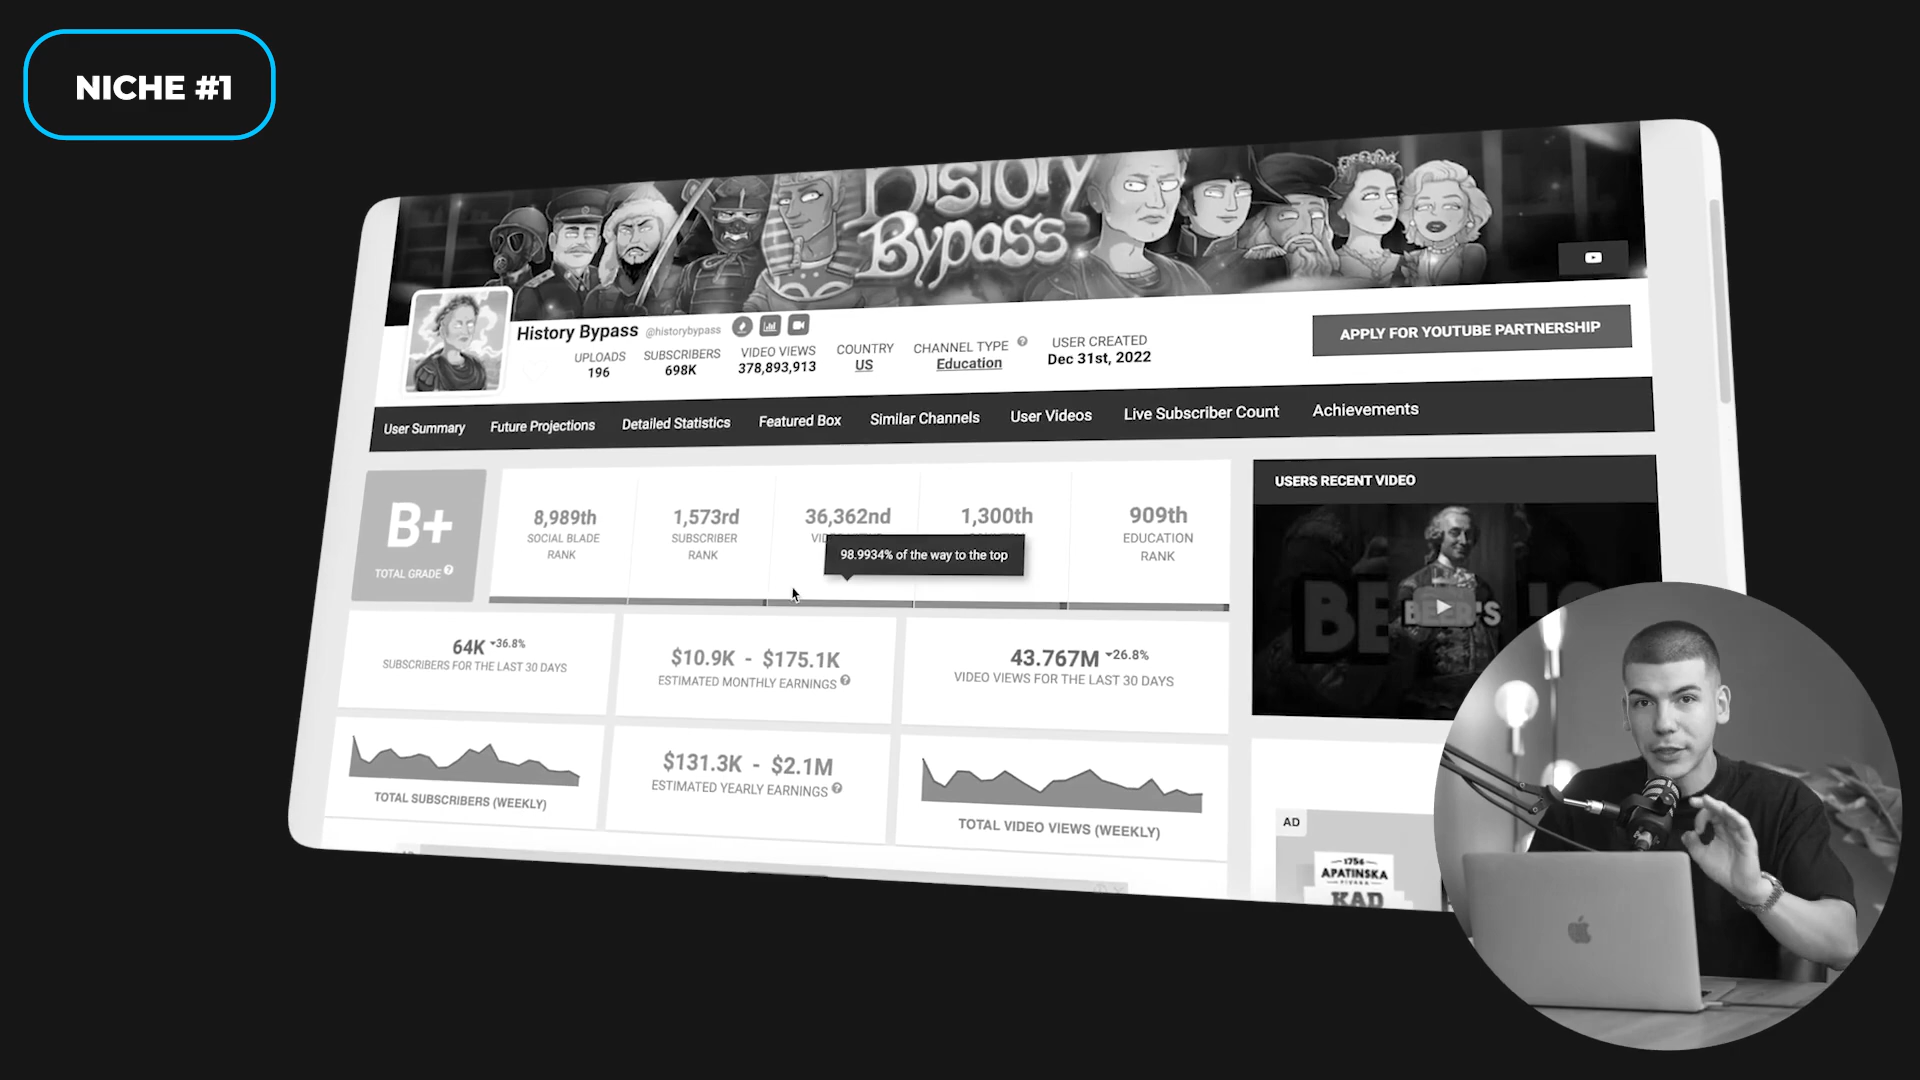 NICHE #1
History
Bypass
History Bypass @historybypass
UPLOADS
196
SUBSCRIBERS
698K
VIDEO VIEWS
378,893,913
COUNTRY
US
CHANNEL TYPE
Education
USER CREATED
Dec 31st, 2022
APPLY FOR YOUTUBE PARTNERSHIP
User Summary Future Projections Detailed Statistics Featured Box Similar Channels User Videos Live Subscriber Count Achievements
B+
TOTAL GRADE
8,989th
SOCIAL BLADE
RANK
1,573rd
SUBSCRIBER
RANK
36,362nd
98.9934% of the way to the top
1,300th
909th
EDUCATION
RANK
USERS RECENT VIDEO
BEER'S
64K 36.8%
SUBSCRIBERS FOR THE LAST 30 DAYS
$10.9K - $175.1K
ESTIMATED MONTHLY EARNINGS
43.767M 26.8%
VIDEO VIEWS FOR THE LAST 30 DAYS
TOTAL SUBSCRIBERS (WEEKLY)
$131.3K - $2.1M
ESTIMATED YEARLY EARNINGS
TOTAL VIDEO VIEWS (WEEKLY)
AD
1756
APATINSKA
PIVARA
KAD